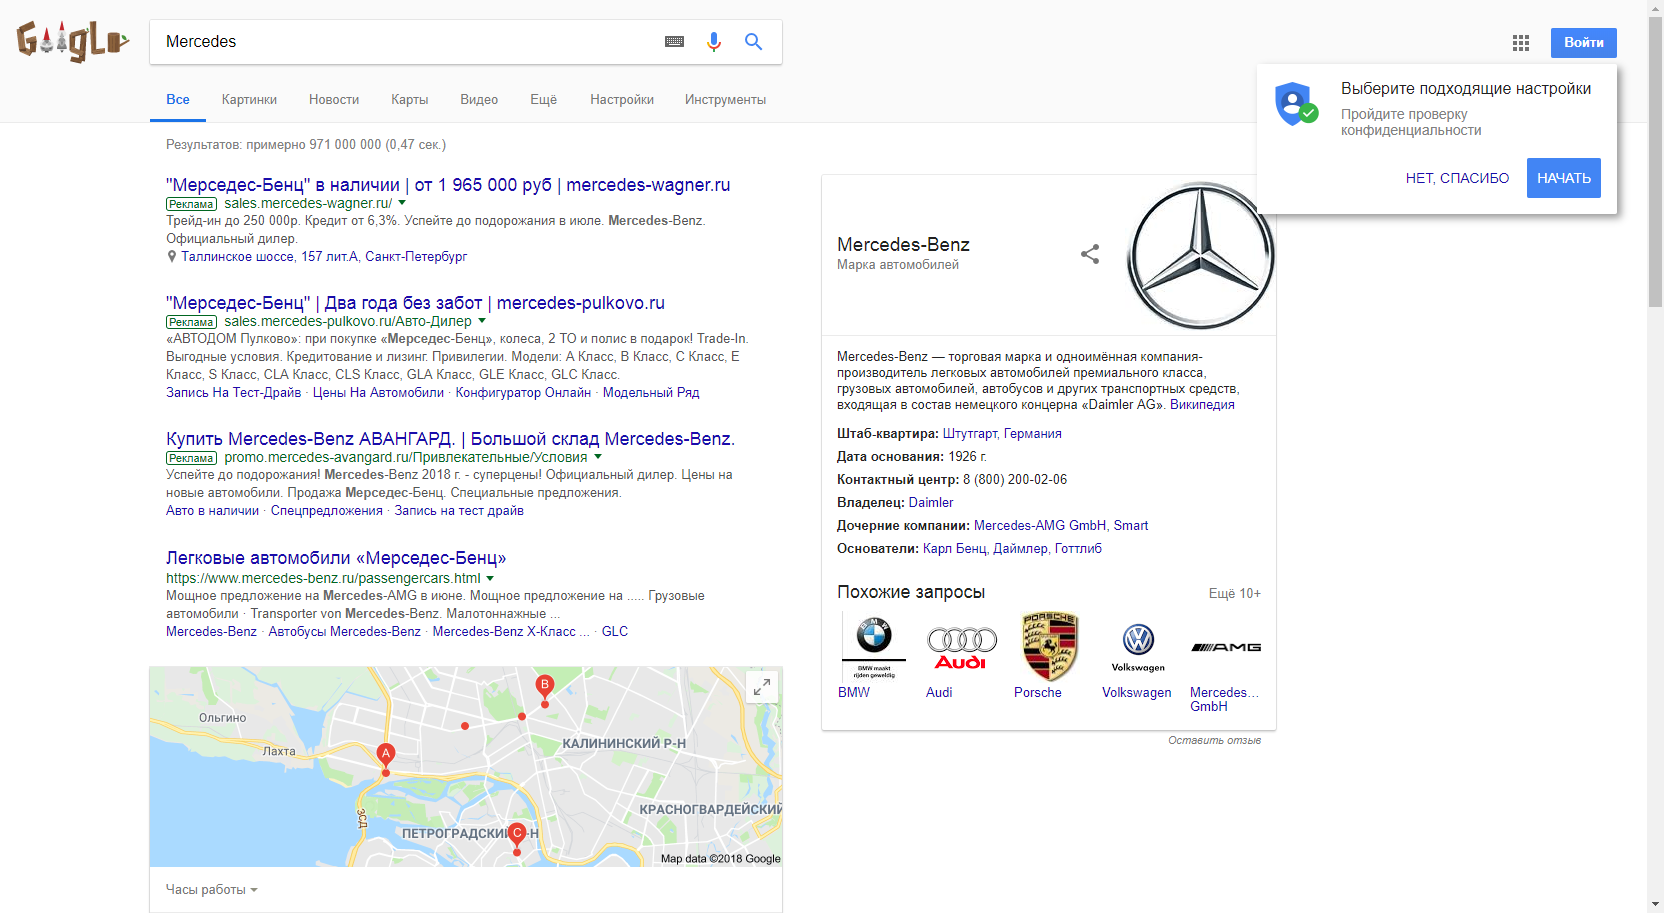 Mercedes
Войти
Все Картинки Новости Карты Видео Ещё Настройки Инструменты
Выберите подходящие настройки
Пройдите проверку
конфиденциальности
НЕТ, СПАСИБО НАЧАТЬ
Результатов: примерно 971 000 000 (0,47 сек.)
"Мерседес-Бенц" в наличии | от 1 965 000 руб | mercedes-wagner.ru
Реклама sales.mercedes-wagner.ru/
Трейд-ин до 250 000р. Кредит от 6,3%. Успейте до подорожания в июле. Mercedes-Benz.
Официальный дилер.
Таллинское шоссе, 157 лит.А, Санкт-Петербург
"Мерседес-Бенц" | Два года без забот | mercedes-pulkovo.ru
Реклама sales.mercedes-pulkovo.ru/Авто-Дилер
«АВТОДОМ Пулково»: при покупке «Мерседес-Бенц», колеса, 2 ТО и полис в подарок! Trade-In.
Выгодные условия. Кредитование и лизинг. Привилегии. Модели: А Класс, В Класс, С Класс, Е
Класс, S Класс, CLA Класс, CLS Класс, GLA Класс, GLE Класс, GLC Класс.
Запись На Тест-Драйв · Цены На Автомобили · Конфигуратор Онлайн · Модельный Ряд
Купить Mercedes-Benz АВАНГАРД. | Большой склад Mercedes-Benz.
Реклама promo.mercedes-avangard.ru/Привлекательные/Условия
Успейте до подорожания! Mercedes-Benz 2018 г. - суперцены! Официальный дилер. Цены на
новые автомобили. Продажа Мерседес-Бенц. Специальные предложения.
Авто в наличии · Спецпредложения · Запись на тест драйв
Легковые автомобили «Мерседес-Бенц»
https://www.mercedes-benz.ru/passengercars.html
Мощное предложение на Mercedes-AMG в июне. Мощное предложение на ..... Грузовые
автомобили · Transporter von Mercedes-Benz. Малотоннажные ...
Mercedes-Benz · Автобусы Mercedes-Benz · Mercedes-Benz X-Класс ... · GLC
Ольгино
Лахта
A
B
C
КАЛИНИНСКИЙ Р-Н
КРАСНОГВАРДЕЙСКИЙ
ЗСД
ПЕТРОГРАДСКИЙ Р-Н
Map data ©2018 Google
Часы работы
Mercedes-Benz
Марка автомобилей
Mercedes-Benz — торговая марка и одноимённая компания-
производитель легковых автомобилей премиального класса,
грузовых автомобилей, автобусов и других транспортных средств,
входящая в состав немецкого концерна «Daimler AG». Википедия
Штаб-квартира: Штутгарт, Германия
Дата основания: 1926 г.
Контактный центр: 8 (800) 200-02-06
Владелец: Daimler
Дочерние компании: Mercedes-AMG GmbH, Smart
Основатели: Карл Бенц, Даймлер, Готтлиб
Похожие запросы Ещё 10+
BMW
BMW maakt
rijden geweldig
Audi
PORSCHE
Volkswagen
AMG
BMW Audi Porsche Volkswagen Mercedes...
GmbH
Оставить отзыв